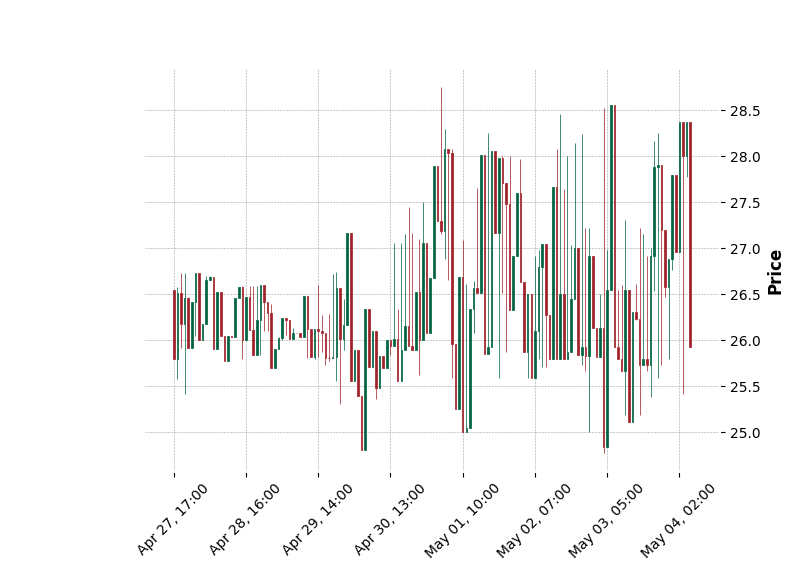 28.5
28.0
27.5
27.0
26.5
26.0
25.5
25.0
Price
Apr 27, 17:00
Apr 28, 16:00
Apr 29, 14:00
Apr 30, 13:00
May 01, 10:00
May 02, 07:00
May 03, 05:00
May 04, 02:00